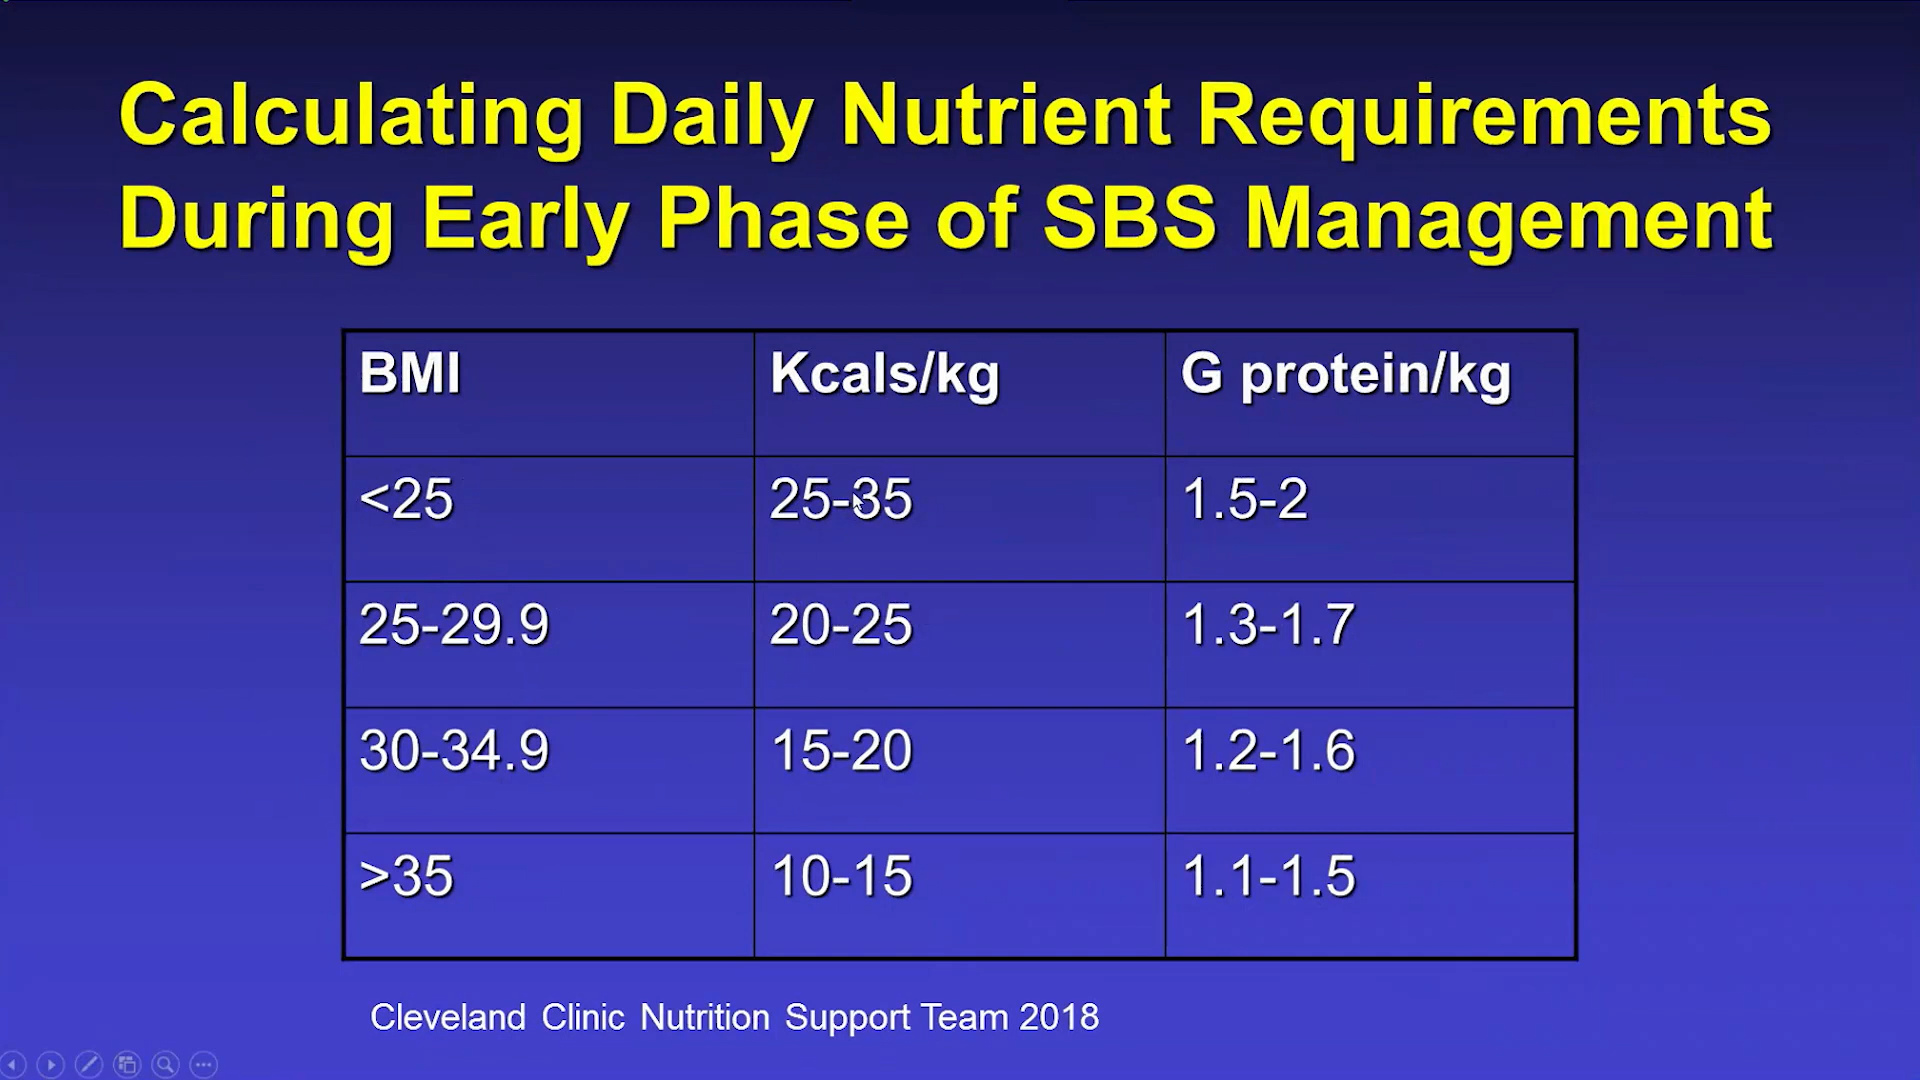 Calculating Daily Nutrient Requirements
During Early Phase of SBS Management
BMI Kcals/kg G protein/kg
<25 25-35 1.5-2
25-29.9 20-25 1.3-1.7
30-34.9 15-20 1.2-1.6
>35 10-15 1.1-1.5
Cleveland Clinic Nutrition Support Team 2018